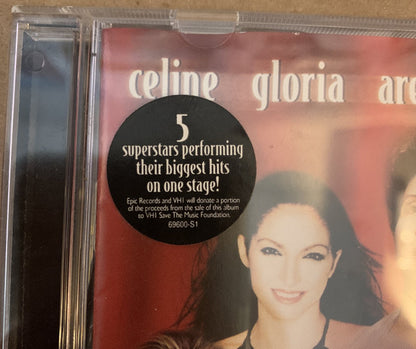 celine gloria are
5
superstars performing
their biggest hits
on one stage!
Epic Records and VH1 will donate a portion
of the proceeds from the sale of this album
to VH1 Save The Music Foundation.
69600-S1